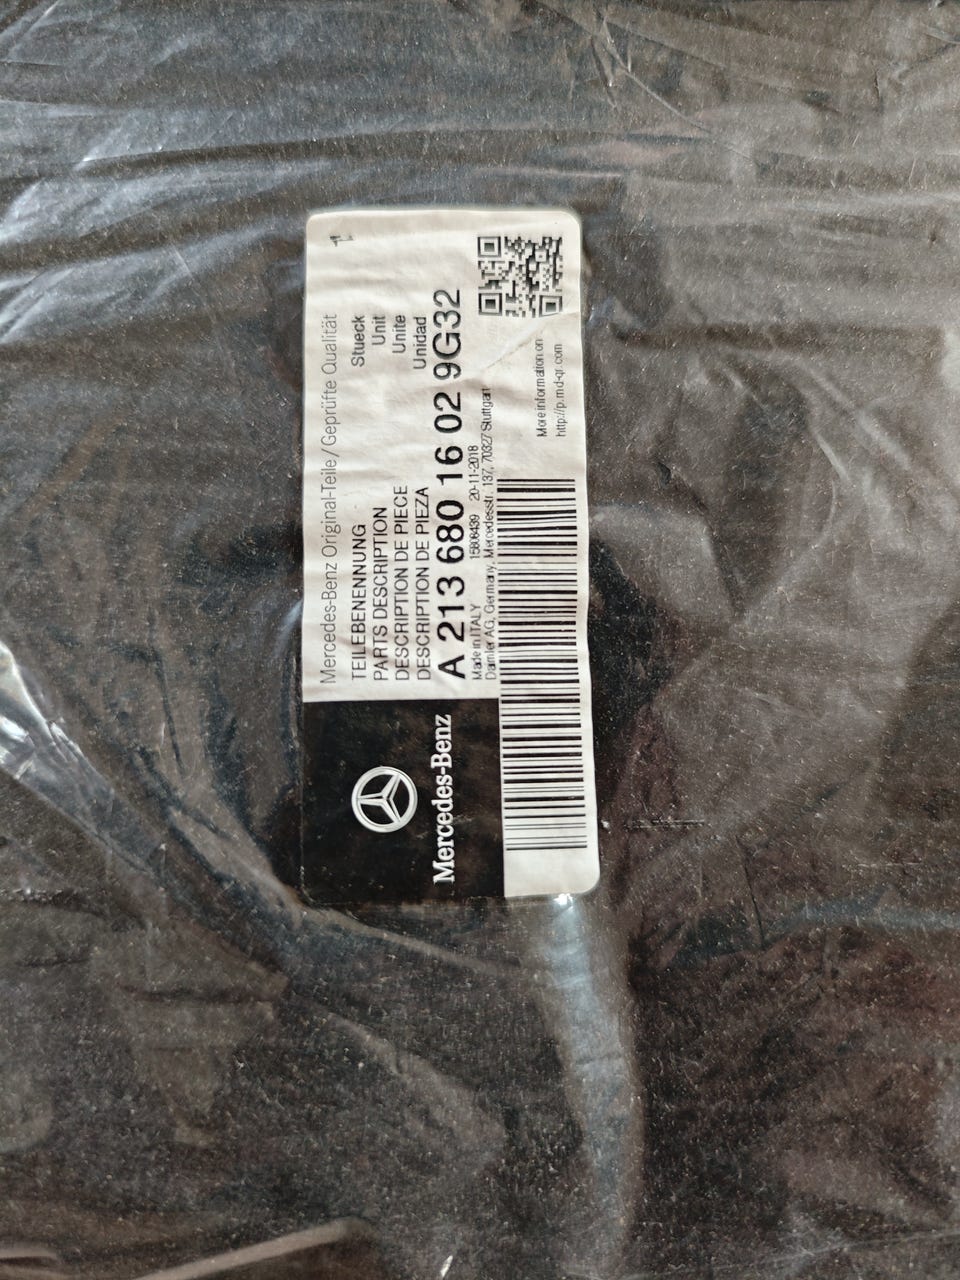 Mercedes-Benz Original-Teile/Geprüfte Qualität
1
TEILEBENENNUNG Stueck
PARTS DESCRIPTION Unit
DESCRIPTION DE PIECE Unite
DESCRIPTION DE PIEZA Unidad
A 213 680 16 02 9G32
Made in ITALY 20-11-2018
Daimler AG, Germany, Mercedesstr. 137, 70327 Stuttgart
More information on
http://p.md-qr.com
Mercedes-Benz